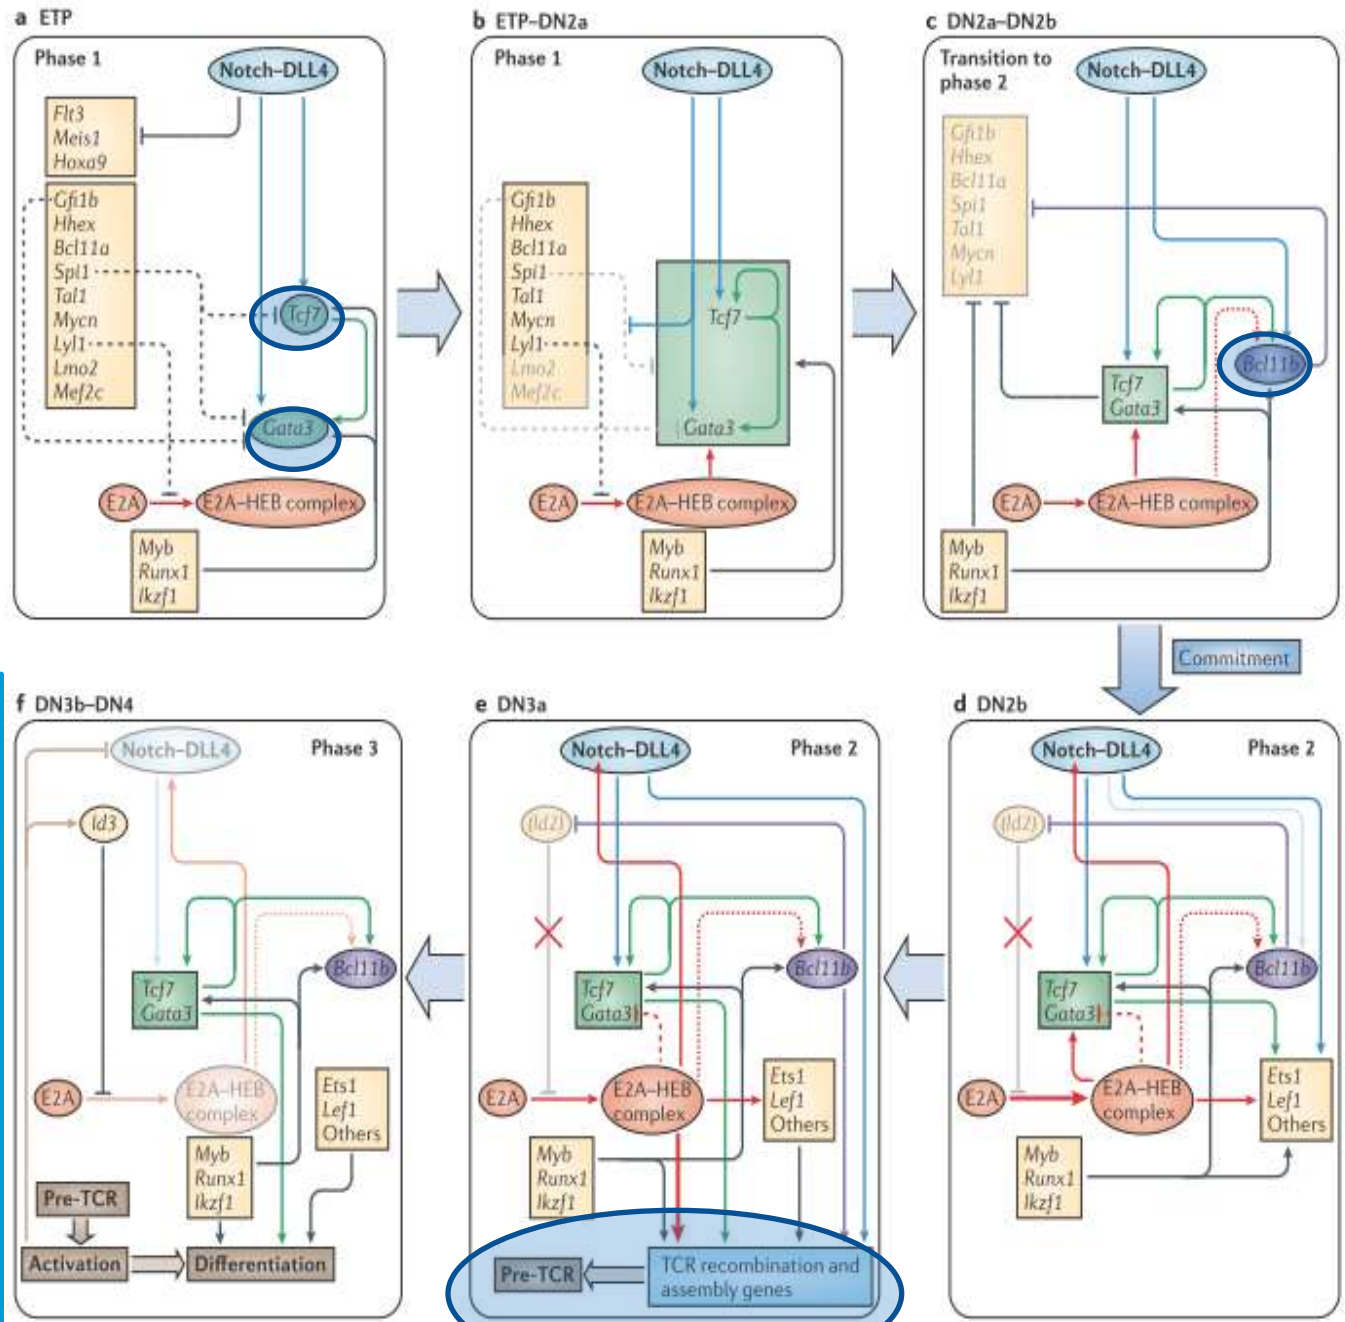 a ETP
Phase 1
Notch–DLL4
Flt3
Meis1
Hoxa9
Gfi1b
Hhex
Bcl11a
Spi1
Tal1
Mycn
Lyl1
Lmo2
Mef2c
Tcf7
Gata3
E2A
E2A–HEB complex
Myb
Runx1
Ikzf1
b ETP–DN2a
Phase 1
Notch–DLL4
Gfi1b
Hhex
Bcl11a
Spi1
Tal1
Mycn
Lyl1
Lmo2
Mef2c
Tcf7
Gata3
E2A
E2A–HEB complex
Myb
Runx1
Ikzf1
c DN2a–DN2b
Transition to
phase 2
Notch–DLL4
Gfi1b
Hhex
Bcl11a
Spi1
Tal1
Mycn
Lyl1
Bcl11b
Tcf7
Gata3
E2A
E2A–HEB complex
Myb
Runx1
Ikzf1
Commitment
d DN2b
Phase 2
Notch–DLL4
(Id2)
Bcl11b
Tcf7
Gata3
E2A
E2A–HEB
complex
Ets1
Lef1
Others
Myb
Runx1
Ikzf1
e DN3a
Phase 2
Notch–DLL4
(Id2)
Bcl11b
Tcf7
Gata3
E2A
E2A–HEB
complex
Ets1
Lef1
Others
Myb
Runx1
Ikzf1
Pre-TCR
TCR recombination and
assembly genes
f DN3b–DN4
Phase 3
Notch–DLL4
Id3
Bcl11b
Tcf7
Gata3
E2A
E2A–HEB
complex
Ets1
Lef1
Others
Myb
Runx1
Ikzf1
Pre-TCR
Activation
Differentiation